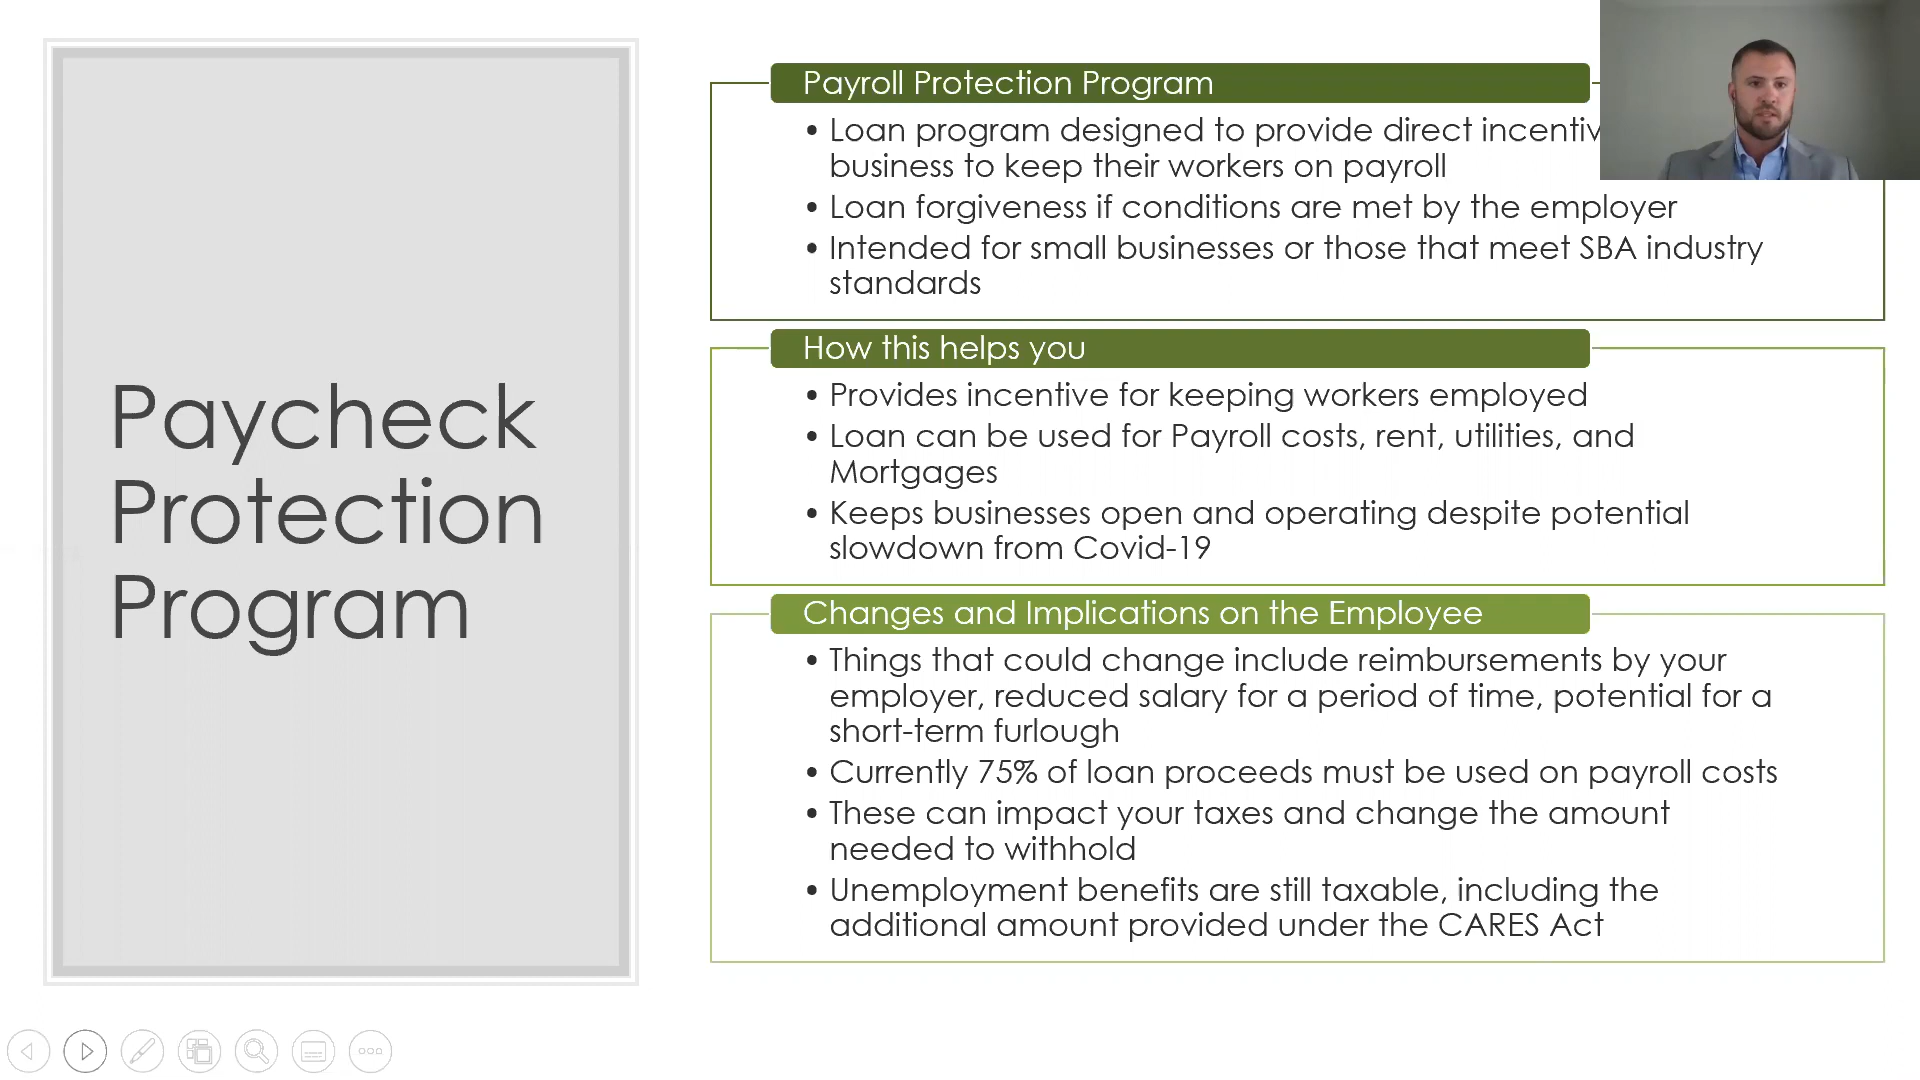 Paycheck
Protection
Program
Payroll Protection Program
• Loan program designed to provide direct
business to keep their workers on payroll
• Loan forgiveness if conditions are met by the employer
• Intended for small businesses or those that meet SBA industry
standards
How this helps you
• Provides incentive for keeping workers employed
• Loan can be used for Payroll costs, rent, utilities, and
Mortgages
• Keeps businesses open and operating despite potential
slowdown from Covid-19
Changes and Implications on the Employee
• Things that could change include reimbursements by your
employer, reduced salary for a period of time, potential for a
short-term furlough
• Currently 75% of loan proceeds must be used on payroll costs
• These can impact your taxes and change the amount
needed to withhold
• Unemployment benefits are still taxable, including the
additional amount provided under the CARES Act